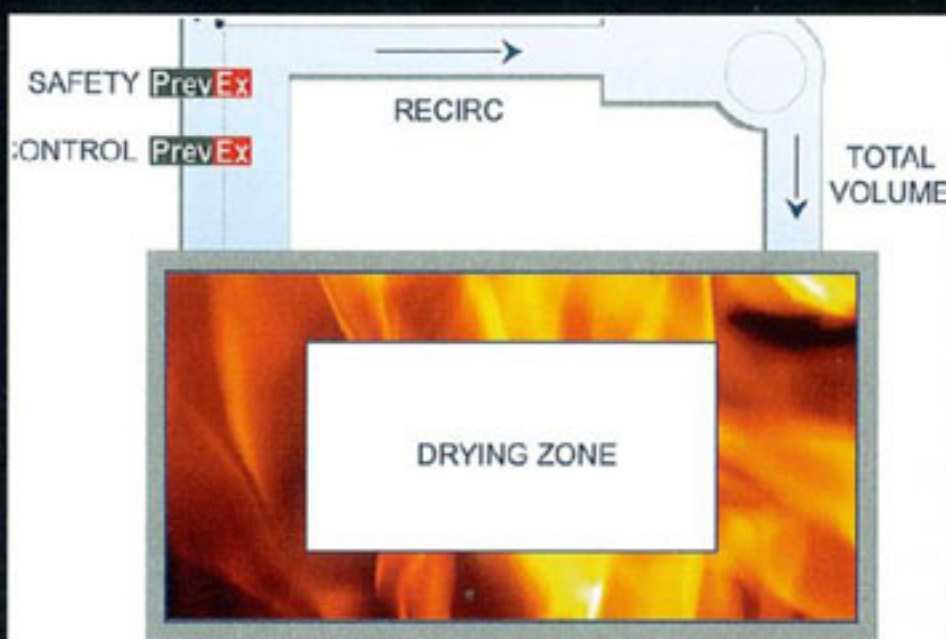 SAFETY PrevEx
RECIRC
CONTROL PrevEx
TOTAL
VOLUME
DRYING ZONE